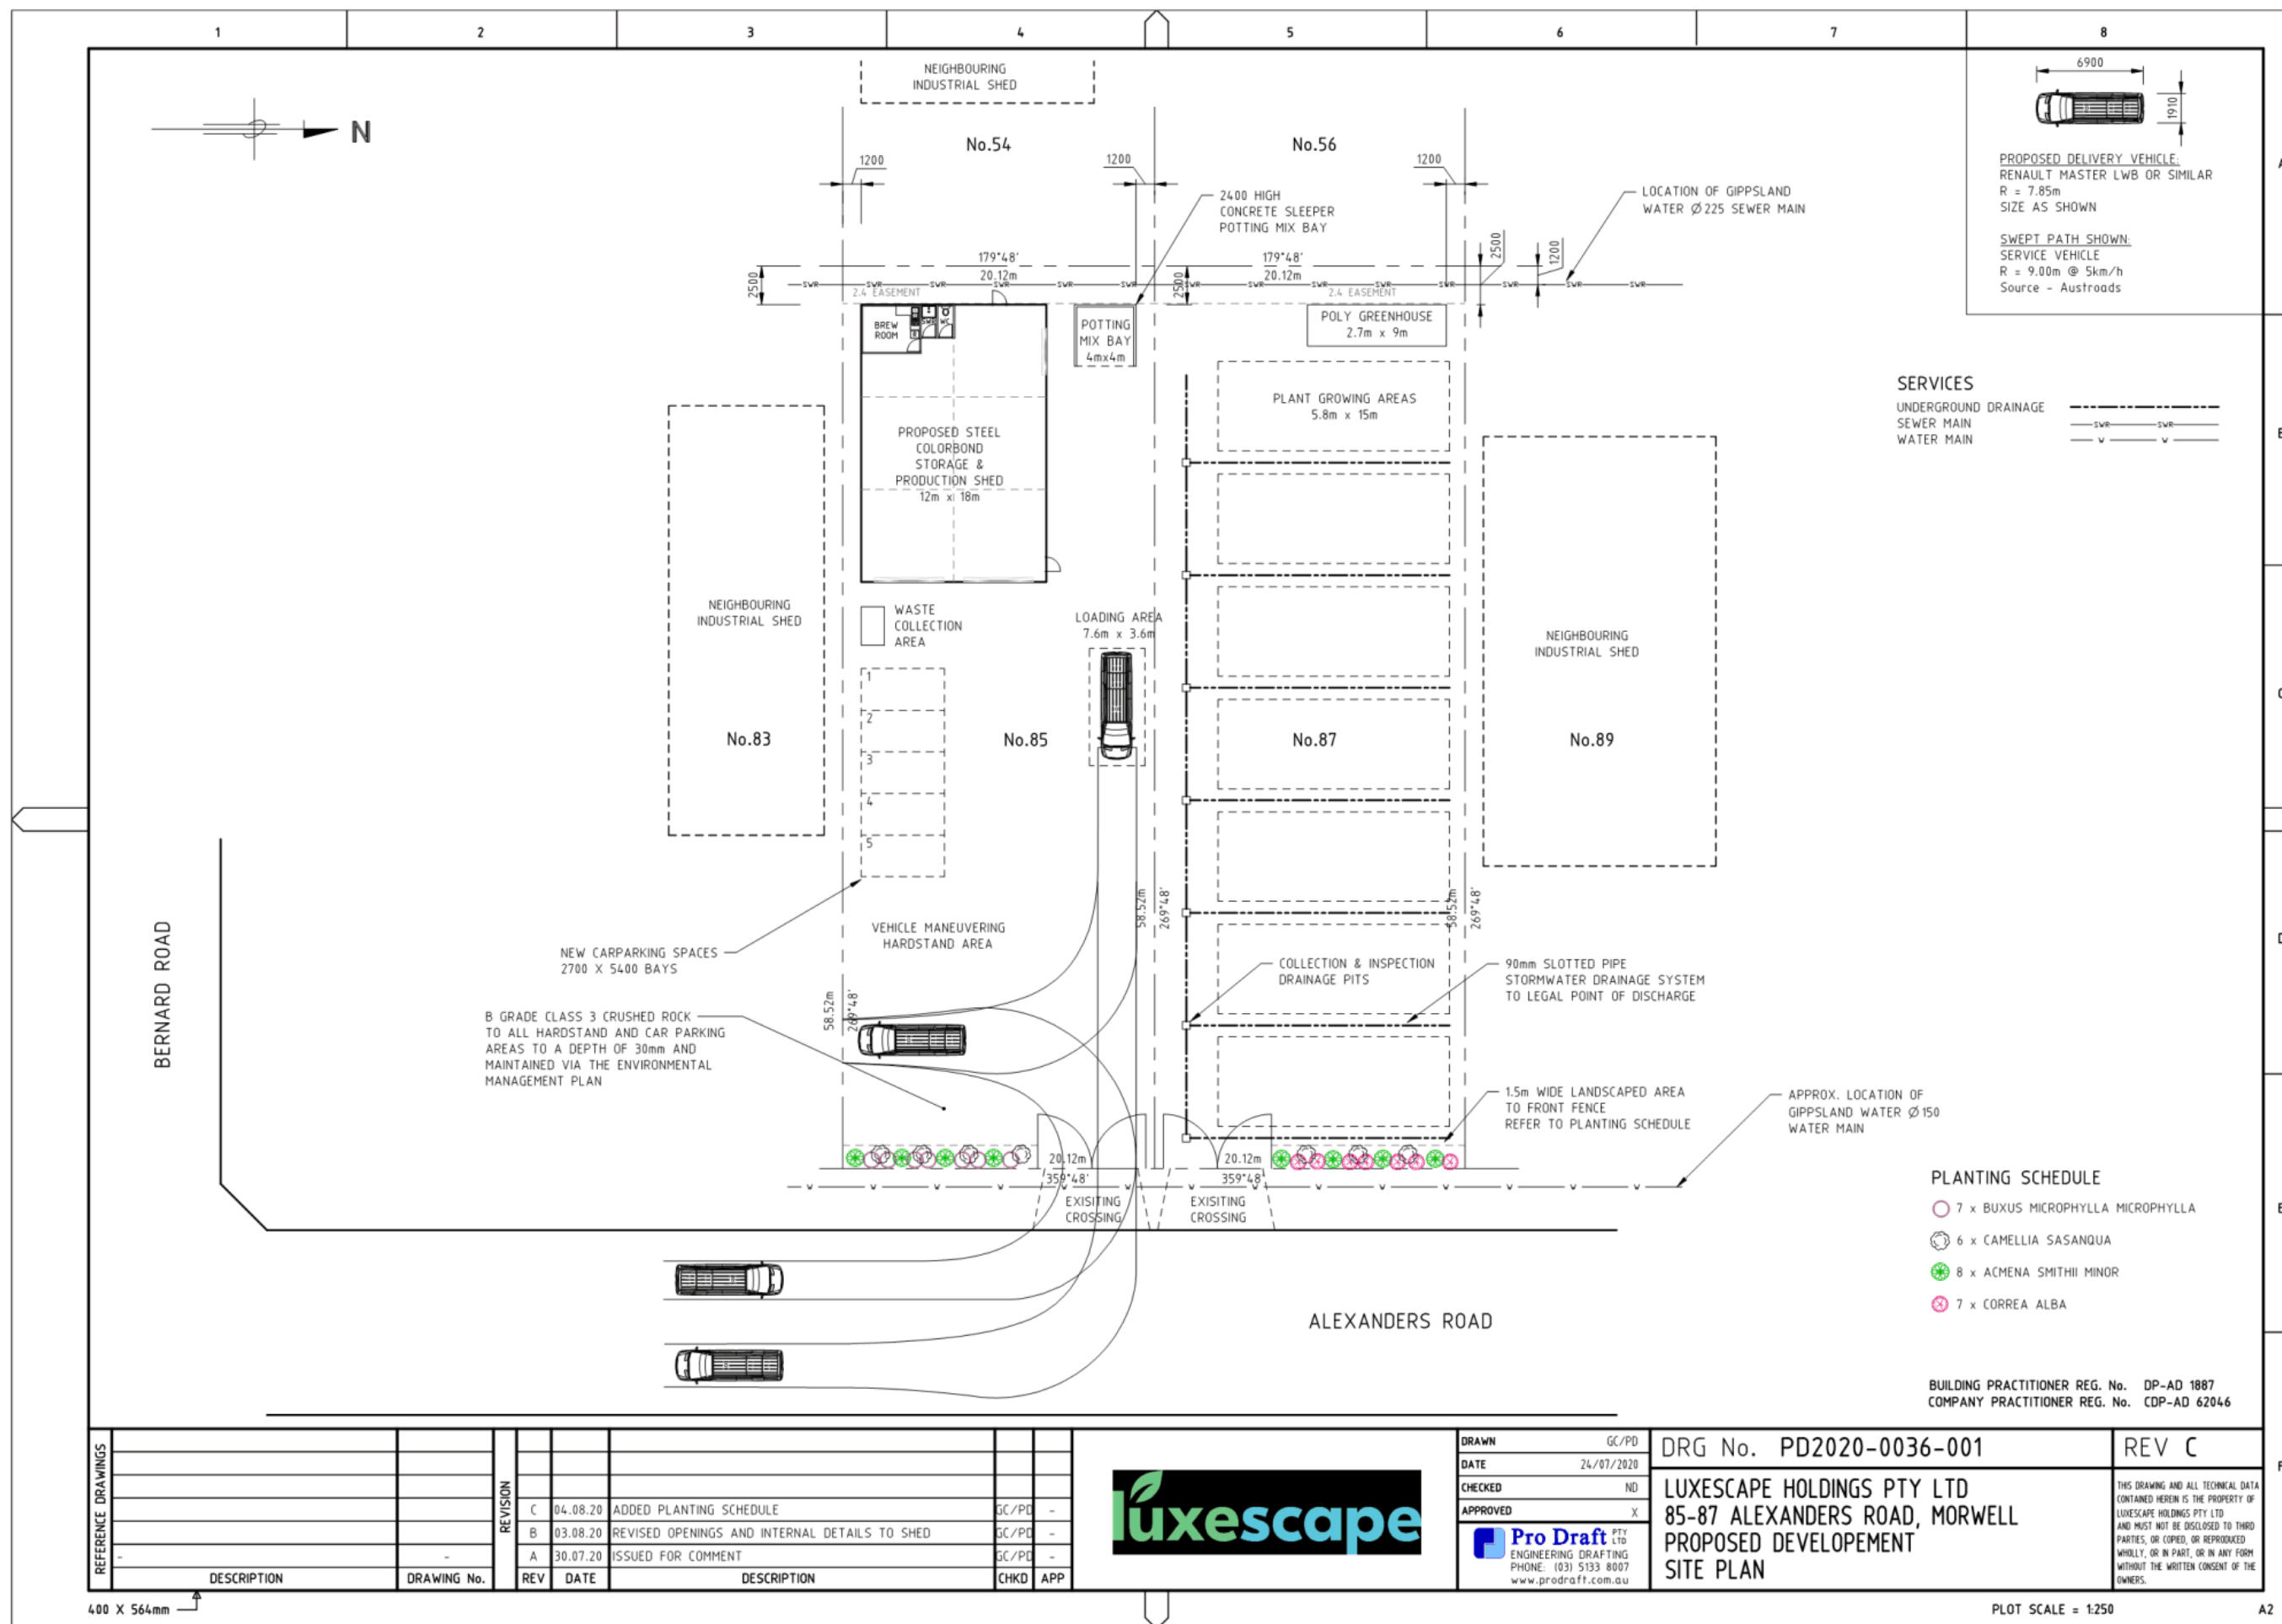 1 2 3 4 5 6 7 8
NEIGHBOURING
INDUSTRIAL SHED
N
No.54
No.56
1200
1200
1200
2400 HIGH
CONCRETE SLEEPER
POTTING MIX BAY
LOCATION OF GIPPSLAND
WATER Ø225 SEWER MAIN
6900
1910
PROPOSED DELIVERY VEHICLE:
RENAULT MASTER LWB OR SIMILAR
R = 7.85m
SIZE AS SHOWN
SWEPT PATH SHOWN:
SERVICE VEHICLE
R = 9.00m @ 5km/h
Source - Austroads
A
2500
179°48'
20.12m
2500
179°48'
20.12m
2500
1200
SWR SWR SWR SWR SWR SWR SWR SWR SWR SWR SWR SWR SWR SWR
2.4 EASEMENT
2.4 EASEMENT
BREW
ROOM
SWR
WC
POTTING
MIX BAY
4mx4m
POLY GREENHOUSE
2.7m x 9m
PLANT GROWING AREAS
5.8m x 15m
SERVICES
UNDERGROUND DRAINAGE
SEWER MAIN SWR SWR
WATER MAIN W W
PROPOSED STEEL
COLORBOND
STORAGE &
PRODUCTION SHED
12m x 18m
NEIGHBOURING
INDUSTRIAL SHED
WASTE
COLLECTION
AREA
LOADING AREA
7.6m x 3.6m
NEIGHBOURING
INDUSTRIAL SHED
1
2
3
4
5
No.83
No.85
No.87
No.89
58.52m
269°48'
58.52m
269°48'
58.52m
269°48'
VEHICLE MANEUVERING
HARDSTAND AREA
NEW CARPARKING SPACES
2700 X 5400 BAYS
B GRADE CLASS 3 CRUSHED ROCK
TO ALL HARDSTAND AND CAR PARKING
AREAS TO A DEPTH OF 30mm AND
MAINTAINED VIA THE ENVIRONMENTAL
MANAGEMENT PLAN
BERNARD ROAD
COLLECTION & INSPECTION
DRAINAGE PITS
90mm SLOTTED PIPE
STORMWATER DRAINAGE SYSTEM
TO LEGAL POINT OF DISCHARGE
1.5m WIDE LANDSCAPED AREA
TO FRONT FENCE
REFER TO PLANTING SCHEDULE
APPROX. LOCATION OF
GIPPSLAND WATER Ø150
WATER MAIN
20.12m
359°48'
20.12m
359°48'
W W W W W W W W W W W W W W
EXISITING
CROSSING
EXISITING
CROSSING
PLANTING SCHEDULE
7 x BUXUS MICROPHYLLA MICROPHYLLA
6 x CAMELLIA SASANQUA
8 x ACMENA SMITHII MINOR
7 x CORREA ALBA
ALEXANDERS ROAD
BUILDING PRACTITIONER REG. No. DP-AD 1887
COMPANY PRACTITIONER REG. No. CDP-AD 62046
REFERENCE DRAWINGS
- -
DESCRIPTION DRAWING No.
REVISION
C 04.08.20 ADDED PLANTING SCHEDULE GC/PD -
B 03.08.20 REVISED OPENINGS AND INTERNAL DETAILS TO SHED GC/PD -
A 30.07.20 ISSUED FOR COMMENT GC/PD -
REV DATE DESCRIPTION CHKD APP
luxescape
DRAWN GC/PD
DATE 24/07/2020
CHECKED ND
APPROVED X
Pro Draft PTY LTD
ENGINEERING DRAFTING
PHONE: (03) 5133 8007
www.prodraft.com.au
DRG No. PD2020-0036-001
REV C
LUXESCAPE HOLDINGS PTY LTD
85-87 ALEXANDERS ROAD, MORWELL
PROPOSED DEVELOPEMENT
SITE PLAN
THIS DRAWING AND ALL TECHNICAL DATA
CONTAINED HEREIN IS THE PROPERTY OF
LUXESCAPE HOLDINGS PTY LTD
AND MUST NOT BE DISCLOSED TO THIRD
PARTIES, OR COPIED, OR REPRODUCED
WHOLLY, OR IN PART, OR IN ANY FORM
WITHOUT THE WRITTEN CONSENT OF THE
OWNERS.
400 X 564mm
PLOT SCALE = 1:250
A2